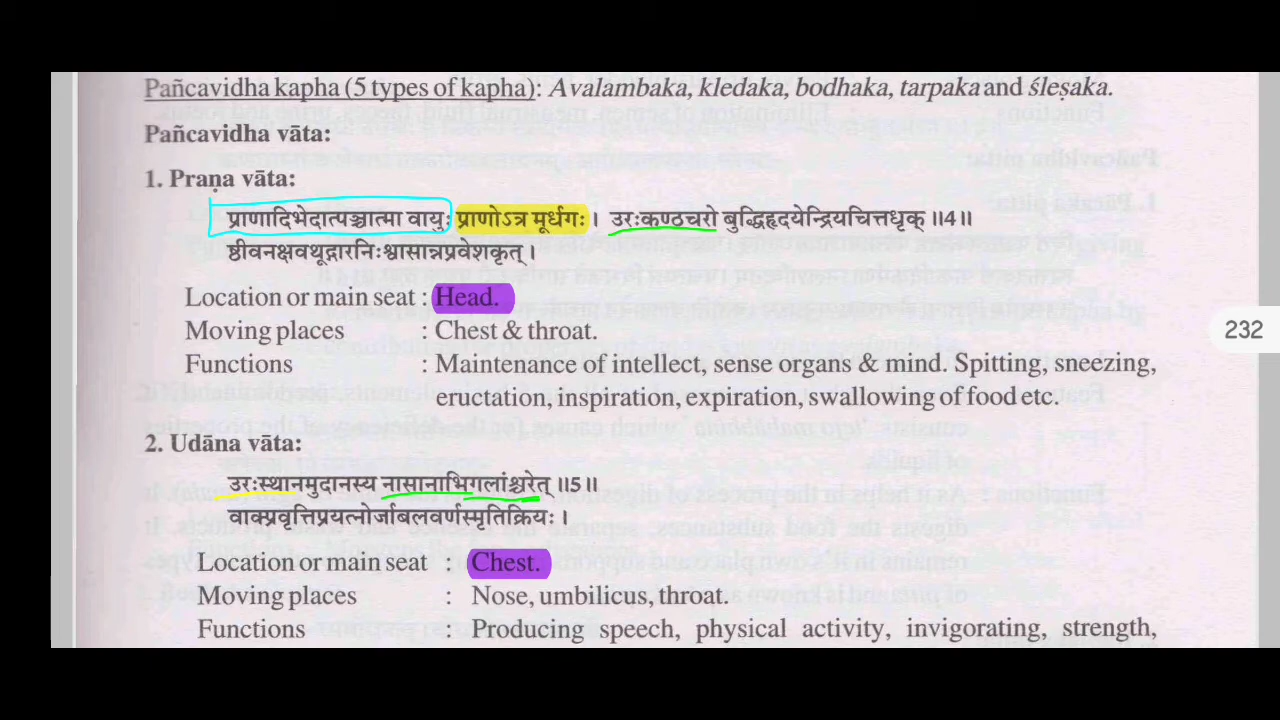 Pañcavidha kapha (5 types of kapha): Avalambaka, kledaka, bodhaka, tarpaka and śleṣaka.
Pañcavidha vāta:
1. Praṇa vāta:
प्राणादिभेदात्पञ्चात्मा वायुः प्राणोऽत्र मूर्धगः। उरःकण्ठचरो बुद्धिहृदयेन्द्रियचित्तधृक् ॥4॥
ष्ठीवनक्षवथूद्गारनिःश्वासान्नप्रवेशकृत्।
Location or main seat : Head.
Moving places : Chest & throat.
Functions : Maintenance of intellect, sense organs & mind. Spitting, sneezing,
eructation, inspiration, expiration, swallowing of food etc.
232
2. Udāna vāta:
उरःस्थानमुदानस्य नासानाभिगलांश्चरेत् ॥5॥
वाक्प्रवृत्तिप्रयत्नोर्जाबलवर्णस्मृतिक्रियः।
Location or main seat : Chest.
Moving places : Nose, umbilicus, throat.
Functions : Producing speech, physical activity, invigorating, strength,